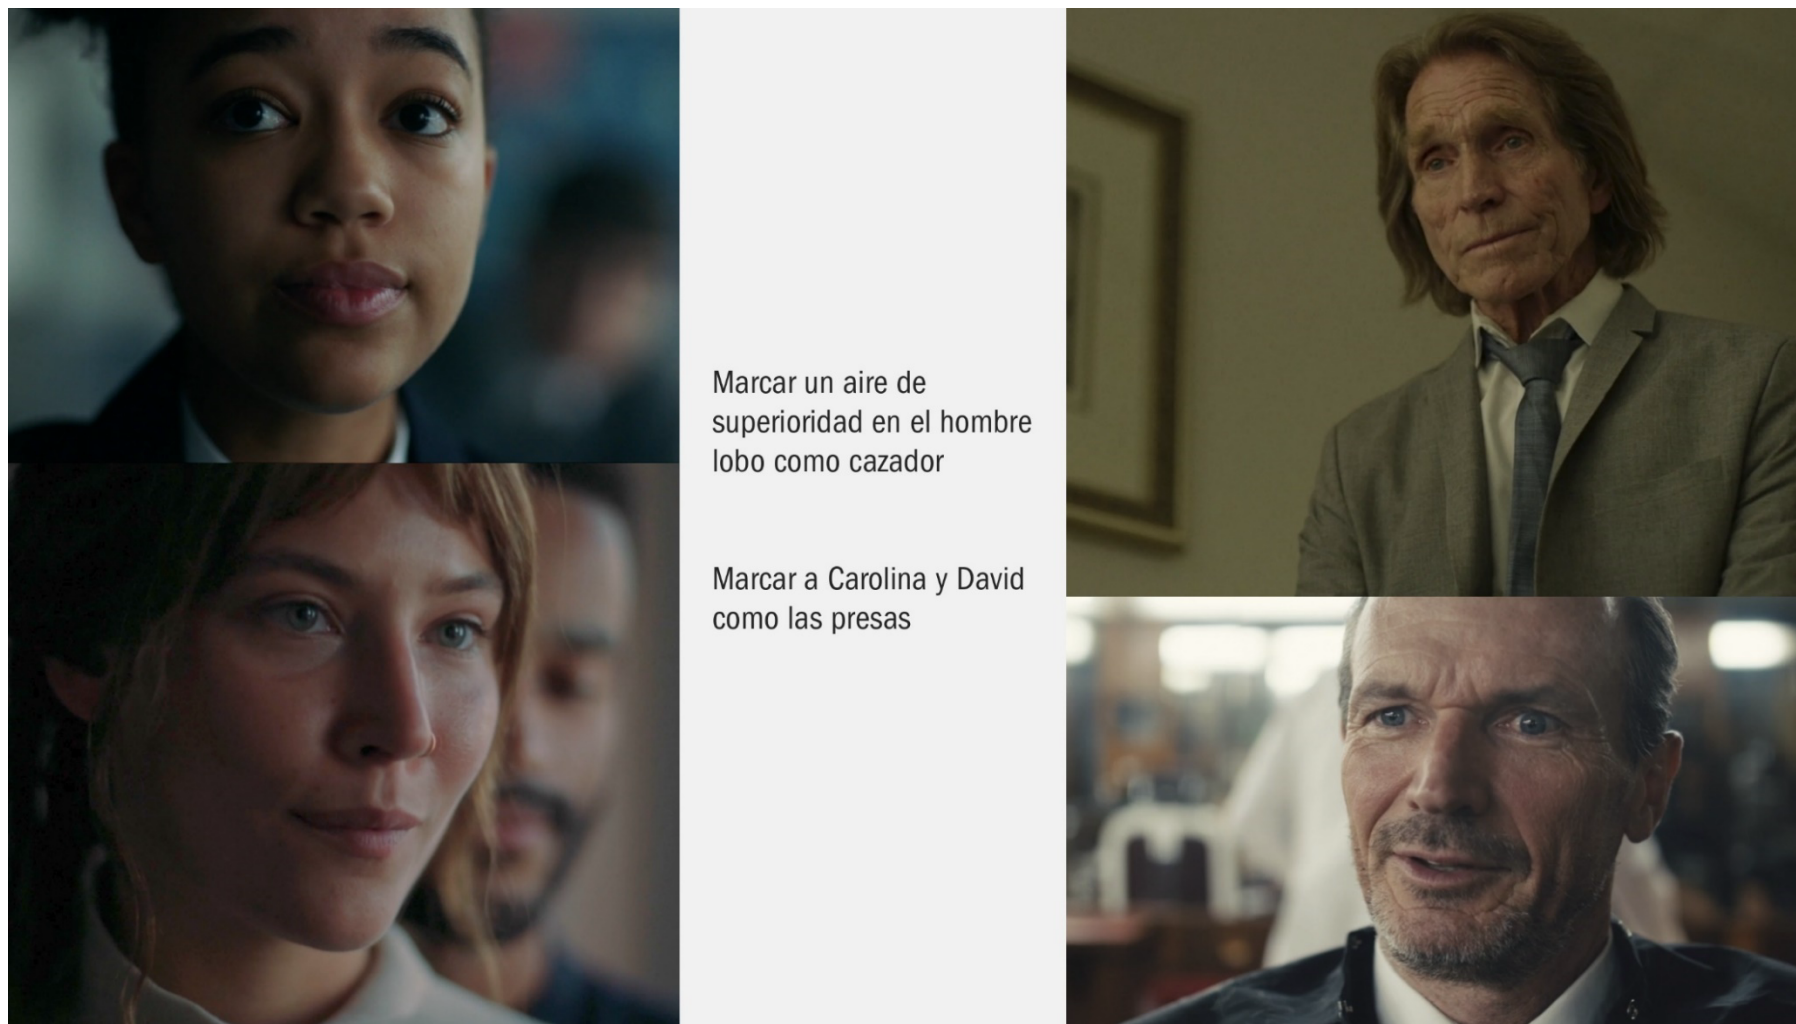 Marcar un aire de
superioridad en el hombre
lobo como cazador
Marcar a Carolina y David
como las presas